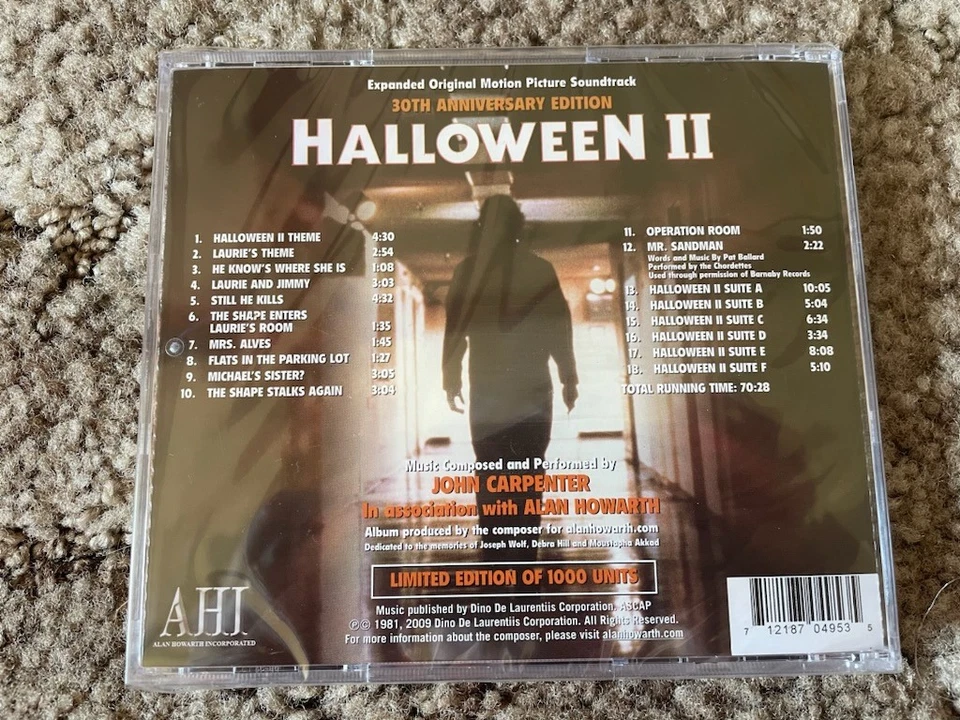 Expanded Original Motion Picture Soundtrack
30TH ANNIVERSARY EDITION
HALLOWEEN II
1. HALLOWEEN II THEME 4:30
2. LAURIE'S THEME 2:54
3. HE KNOW'S WHERE SHE IS 1:08
4. LAURIE AND JIMMY 3:03
5. STILL HE KILLS 4:32
6. THE SHAPE ENTERS
LAURIE'S ROOM 1:35
7. MRS. ALVES 1:45
8. FLATS IN THE PARKING LOT 1:27
9. MICHAEL'S SISTER? 3:05
10. THE SHAPE STALKS AGAIN 3:04
11. OPERATION ROOM 1:50
12. MR. SANDMAN 2:22
Words and Music By Pat Ballard
Performed by the Chordettes
Used through permission of Barnaby Records
13. HALLOWEEN II SUITE A 10:05
14. HALLOWEEN II SUITE B 5:04
15. HALLOWEEN II SUITE C 6:34
16. HALLOWEEN II SUITE D 3:34
17. HALLOWEEN II SUITE E 8:08
18. HALLOWEEN II SUITE F 5:10
TOTAL RUNNING TIME: 70:28
Music Composed and Performed by
JOHN CARPENTER
In association with ALAN HOWARTH
Album produced by the composer for alanhowarth.com
Dedicated to the memories of Joseph Wolf, Debra Hill and Moustapha Akkad
LIMITED EDITION OF 1000 UNITS
Music published by Dino De Laurentiis Corporation. ASCAP
℗© 1981, 2009 Dino De Laurentiis Corporation. All Rights Reserved.
For more information about the composer, please visit alanhowarth.com
AHI
ALAN HOWARTH INCORPORATED
7 12187 04953 5